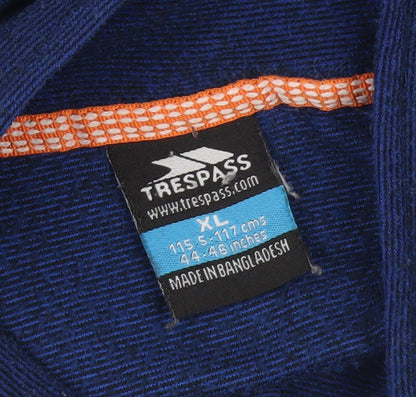 TRESPASS
www.trespass.com
XL
115,5-117 cms
44-46 inches
MADE IN BANGLADESH